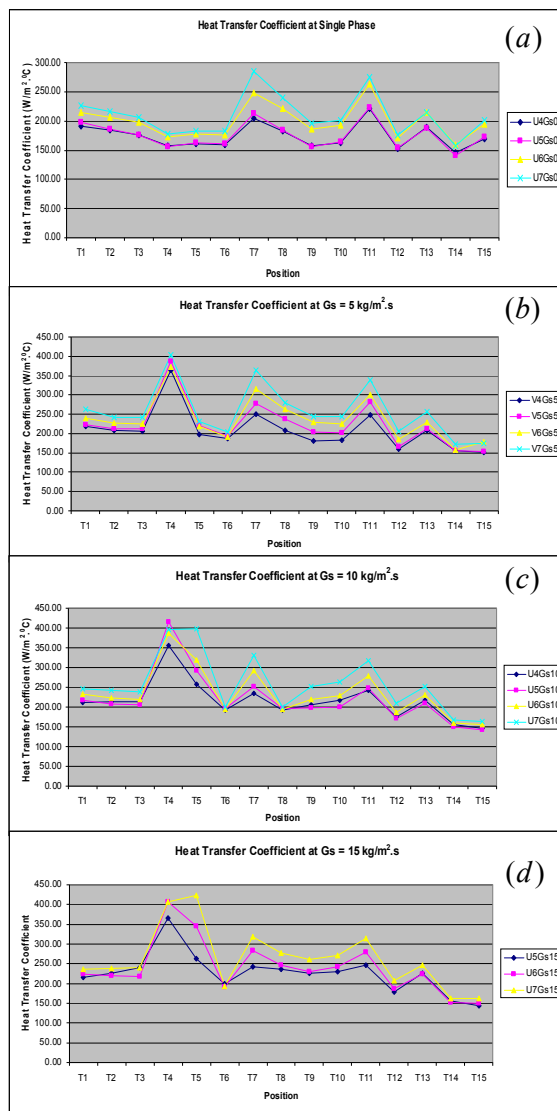 Heat Transfer Coefficient at Single Phase
(a)
Heat Transfer Coefficient (W/m².⁰C)
300.00
250.00
200.00
150.00
100.00
50.00
0.00
T1 T2 T3 T4 T5 T6 T7 T8 T9 T10 T11 T12 T13 T14 T15
Position
U4Gs0
U5Gs0
U6Gs0
U7Gs0
Heat Transfer Coefficient at Gs = 5 kg/m².s
(b)
Heat Transfer Coefficient (W/m².⁰C)
450.00
400.00
350.00
300.00
250.00
200.00
150.00
100.00
50.00
0.00
T1 T2 T3 T4 T5 T6 T7 T8 T9 T10 T11 T12 T13 T14 T15
Position
V4Gs5
V5Gs5
V6Gs5
V7Gs5
Heat Transfer Coefficient at Gs = 10 kg/m².s
(c)
Heat Transfer Coefficient (W/m².⁰C)
450.00
400.00
350.00
300.00
250.00
200.00
150.00
100.00
50.00
0.00
T1 T2 T3 T4 T5 T6 T7 T8 T9 T10 T11 T12 T13 T14 T15
Position
U4Gs10
U5Gs10
U6Gs10
U7Gs10
Heat Transfer Coefficient at Gs = 15 kg/m².s
(d)
Heat Transfer Coefficient
450.00
400.00
350.00
300.00
250.00
200.00
150.00
100.00
50.00
0.00
T1 T2 T3 T4 T5 T6 T7 T8 T9 T10 T11 T12 T13 T14 T15
Position
U5Gs15
U6Gs15
U7Gs15